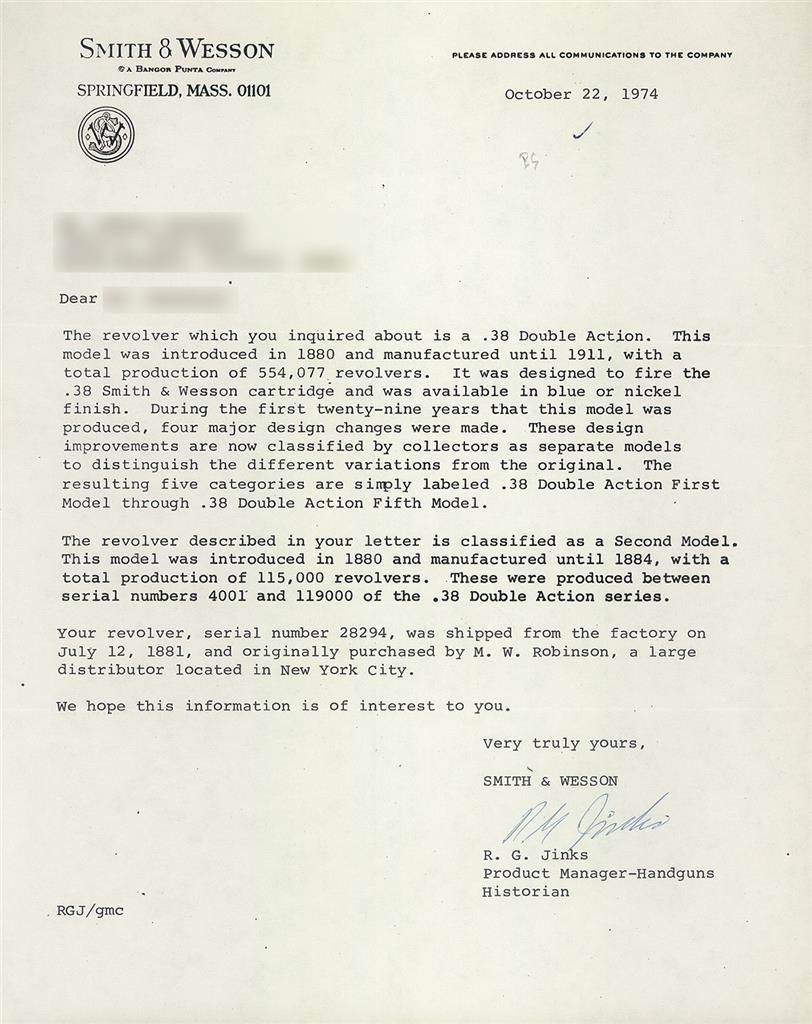 SMITH & WESSON
PLEASE ADDRESS ALL COMMUNICATIONS TO THE COMPANY
A BANGOR PUNTA COMPANY
SPRINGFIELD, MASS. 01101
October 22, 1974
Dear
The revolver which you inquired about is a .38 Double Action. This
model was introduced in 1880 and manufactured until 1911, with a
total production of 554,077 revolvers. It was designed to fire the
.38 Smith & Wesson cartridge and was available in blue or nickel
finish. During the first twenty-nine years that this model was
produced, four major design changes were made. These design
improvements are now classified by collectors as separate models
to distinguish the different variations from the original. The
resulting five categories are simply labeled .38 Double Action First
Model through .38 Double Action Fifth Model.
The revolver described in your letter is classified as a Second Model.
This model was introduced in 1880 and manufactured until 1884, with a
total production of 115,000 revolvers. These were produced between
serial numbers 4001 and 119000 of the .38 Double Action series.
Your revolver, serial number 28294, was shipped from the factory on
July 12, 1881, and originally purchased by M. W. Robinson, a large
distributor located in New York City.
We hope this information is of interest to you.
Very truly yours,
SMITH & WESSON
R. G. Jinks
Product Manager-Handguns
Historian
RGJ/gmc